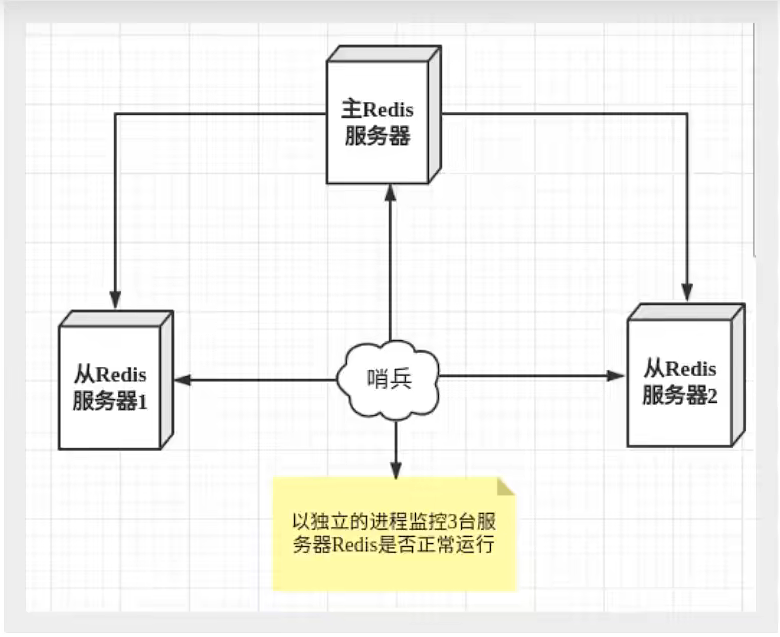 主Redis
服务器
从Redis
服务器1
哨兵
从Redis
服务器2
以独立的进程监控3台服
务器Redis是否正常运行